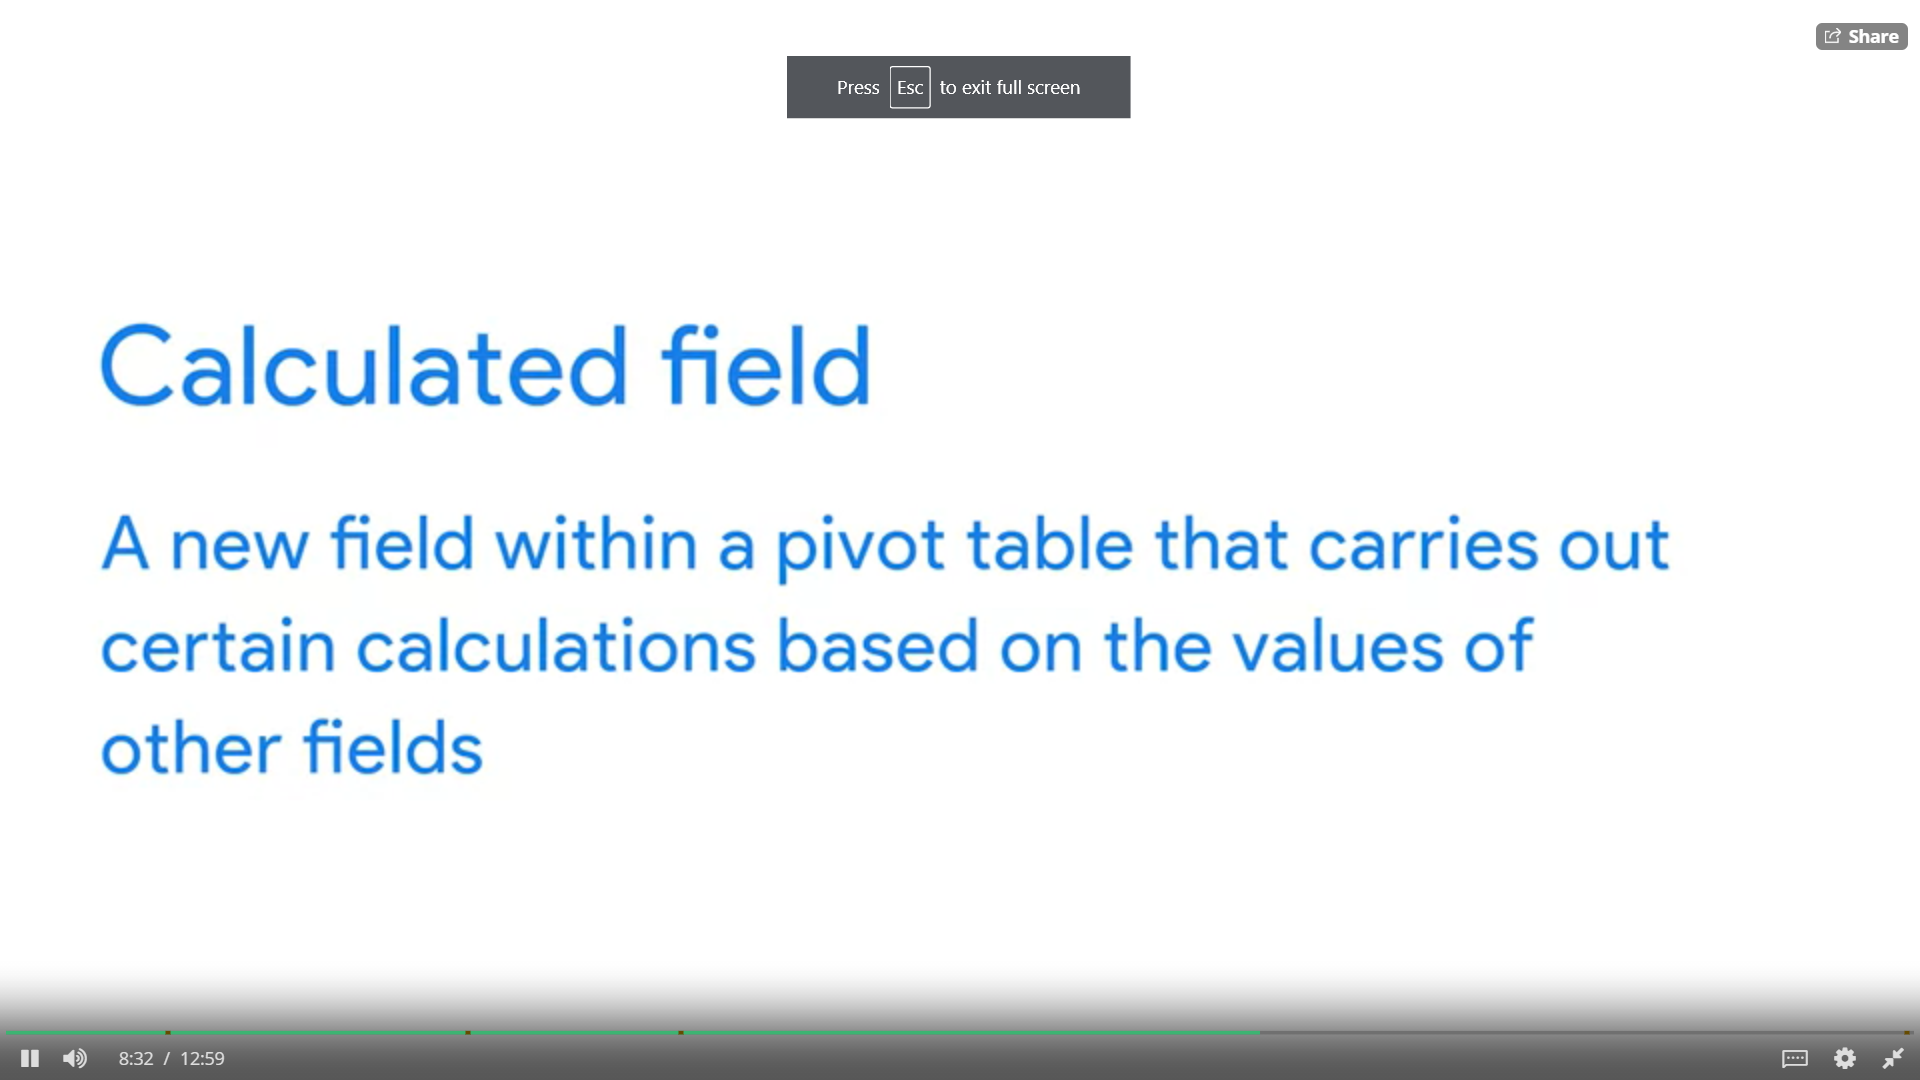 Share
Press Esc to exit full screen
Calculated field
A new field within a pivot table that carries out
certain calculations based on the values of
other fields
8:32 / 12:59